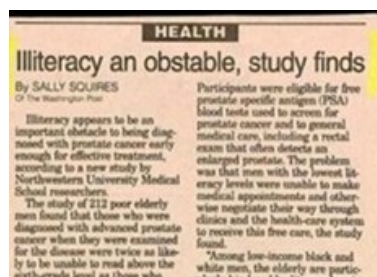 HEALTH
Illiteracy an obstable, study finds
By SALLY SQUIRES
Of The Washington Post
Illiteracy appears to be an
important obstacle to being diag-
nosed with prostate cancer early
enough for effective treatment,
according to a new study by
Northwestern University Medical
School researchers.
The study of 212 poor elderly
men found that those who were
diagnosed with advanced prostate
cancer when they were examined
for the disease were twice as like-
ly to be unable to read above the
sixth-grade level as those who
Participants were eligible for free
prostate specific antigen (PSA)
blood tests used to screen for
prostate cancer and to general
medical care, including a rectal
exam that often detects an
enlarged prostate. The problem
was that men with the lowest lit-
eracy levels were unable to make
medical appointments and other-
wise negotiate their way through
clinics and the health-care system
to receive this free care, the study
found.
"Among low-income black and
white men, the elderly are partic-